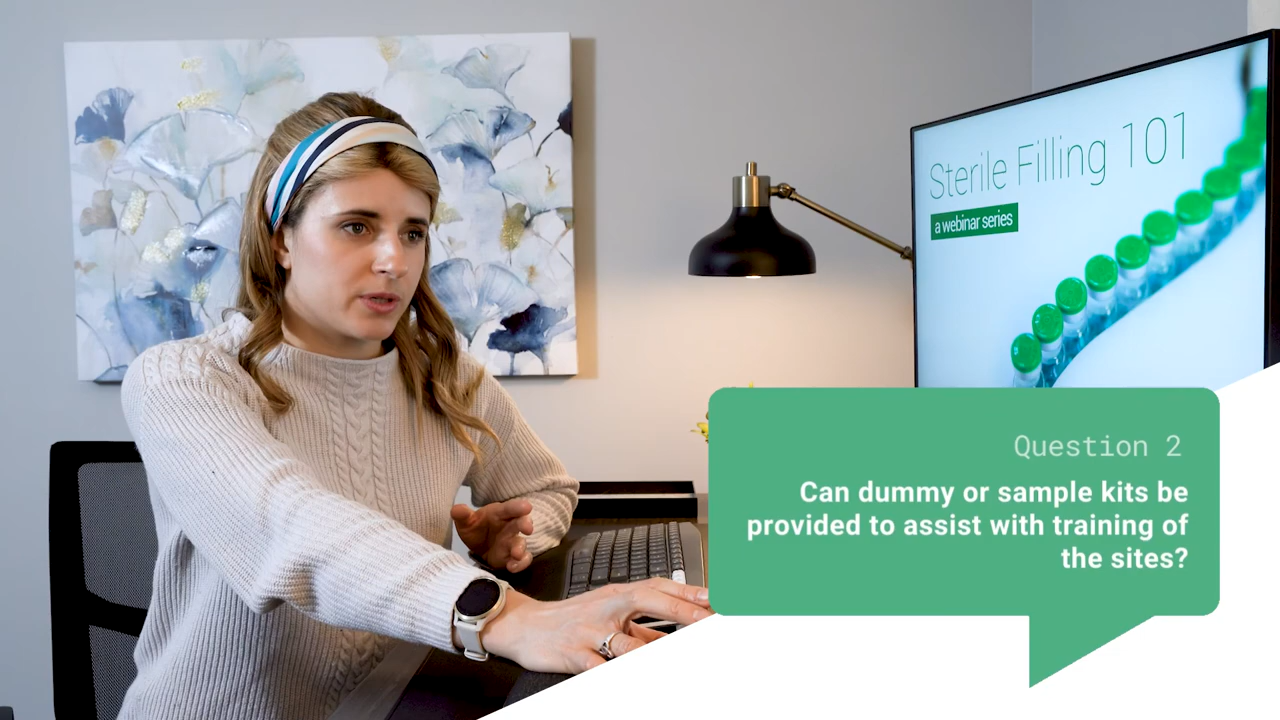 Sterile Filling 101
a webinar series
Question 2
Can dummy or sample kits be
provided to assist with training of
the sites?